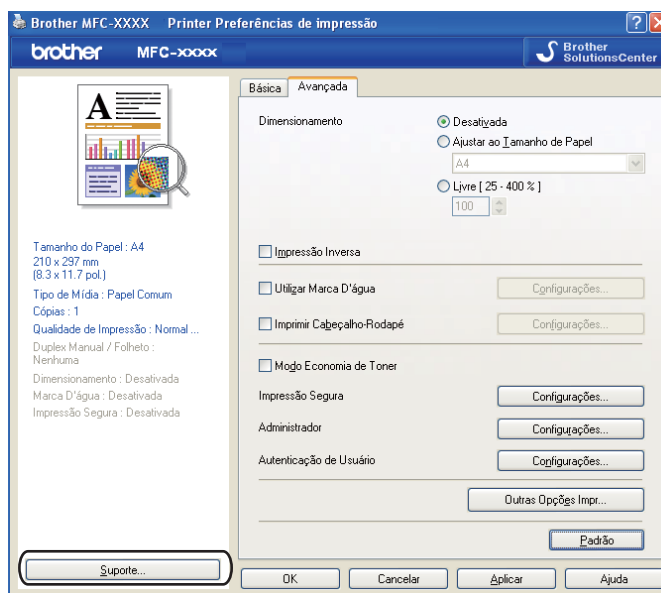 Brother MFC-XXXX Printer Preferências de impressão
brother MFC-xxxx
Brother
SolutionsCenter
Básica
Avançada
A
Tamanho do Papel : A4
210 x 297 mm
(8.3 x 11.7 pol.)
Tipo de Mídia : Papel Comum
Cópias : 1
Qualidade de Impressão : Normal ...
Duplex Manual / Folheto :
Nenhuma
Dimensionamento : Desativada
Marca D'água : Desativada
Impressão Segura : Desativada
Suporte...
Dimensionamento
Desativada
Ajustar ao Tamanho de Papel
A4
Livre [ 25 - 400 % ]
100
Impressão Inversa
Utilizar Marca D'água Configurações...
Imprimir Cabeçalho-Rodapé Configurações...
Modo Economia de Toner
Impressão Segura Configurações...
Administrador Configurações...
Autenticação de Usuário Configurações...
Outras Opções Impr...
Padrão
OK Cancelar Aplicar Ajuda